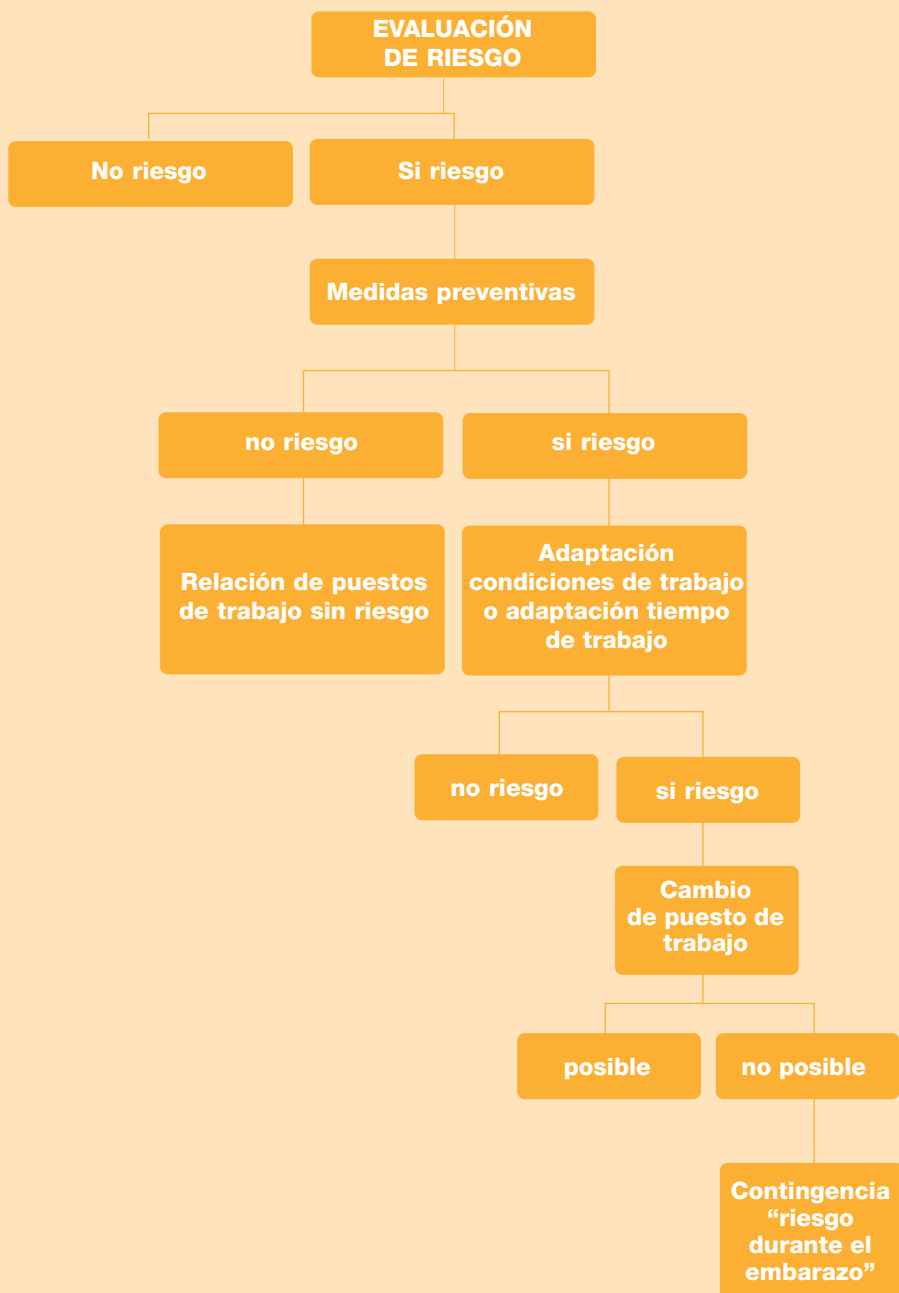 EVALUACIÓN
DE RIESGO
No riesgo
Si riesgo
Medidas preventivas
no riesgo
si riesgo
Relación de puestos
de trabajo sin riesgo
Adaptación
condiciones de trabajo
o adaptación tiempo
de trabajo
no riesgo
si riesgo
Cambio
de puesto de
trabajo
posible
no posible
Contingencia
“riesgo
durante el
embarazo”